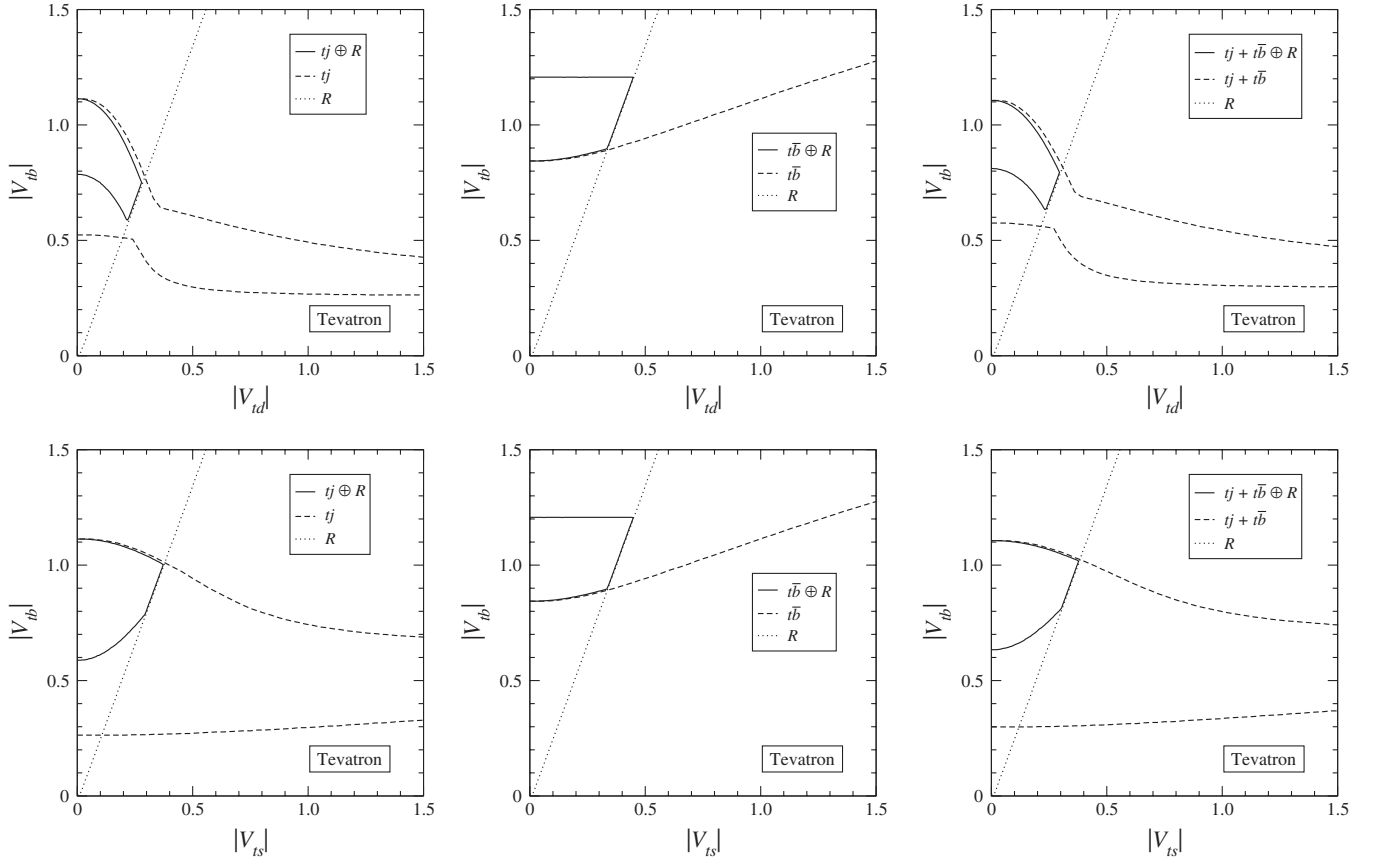 1.5
1.0
0.5
0
|V_tb|
tj ⊕ R
tj
R
Tevatron
0 0.5 1.0 1.5
|V_td|
1.5
1.0
0.5
0
|V_tb|
tb̄ ⊕ R
tb̄
R
Tevatron
0 0.5 1.0 1.5
|V_td|
1.5
1.0
0.5
0
|V_tb|
tj + tb̄ ⊕ R
tj + tb̄
R
Tevatron
0 0.5 1.0 1.5
|V_td|
1.5
1.0
0.5
0
|V_tb|
tj ⊕ R
tj
R
Tevatron
0 0.5 1.0 1.5
|V_ts|
1.5
1.0
0.5
0
|V_tb|
tb̄ ⊕ R
tb̄
R
Tevatron
0 0.5 1.0 1.5
|V_ts|
1.5
1.0
0.5
0
|V_tb|
tj + tb̄ ⊕ R
tj + tb̄
R
Tevatron
0 0.5 1.0 1.5
|V_ts|